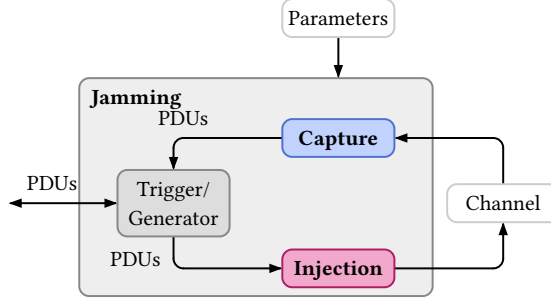 Parameters
Jamming
PDUs
Capture
PDUs
Trigger/
Generator
Channel
PDUs
Injection